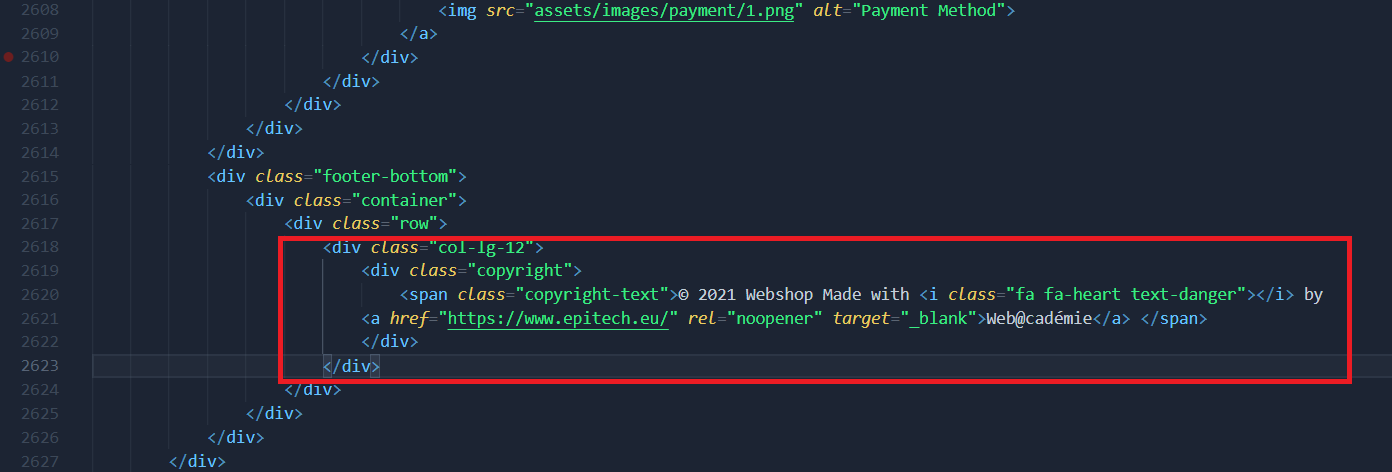 2608 <img src="assets/images/payment/1.png" alt="Payment Method">
2609 </a>
2610 </div>
2611 </div>
2612 </div>
2613 </div>
2614 </div>
2615 <div class="footer-bottom">
2616 <div class="container">
2617 <div class="row">
2618 <div class="col-lg-12">
2619 <div class="copyright">
2620 <span class="copyright-text">© 2021 Webshop Made with <i class="fa fa-heart text-danger"></i> by
2621 <a href="https://www.epitech.eu/" rel="noopener" target="_blank">Web@cadémie</a> </span>
2622 </div>
2623 </div>
2624 </div>
2625 </div>
2626 </div>
2627 </div>